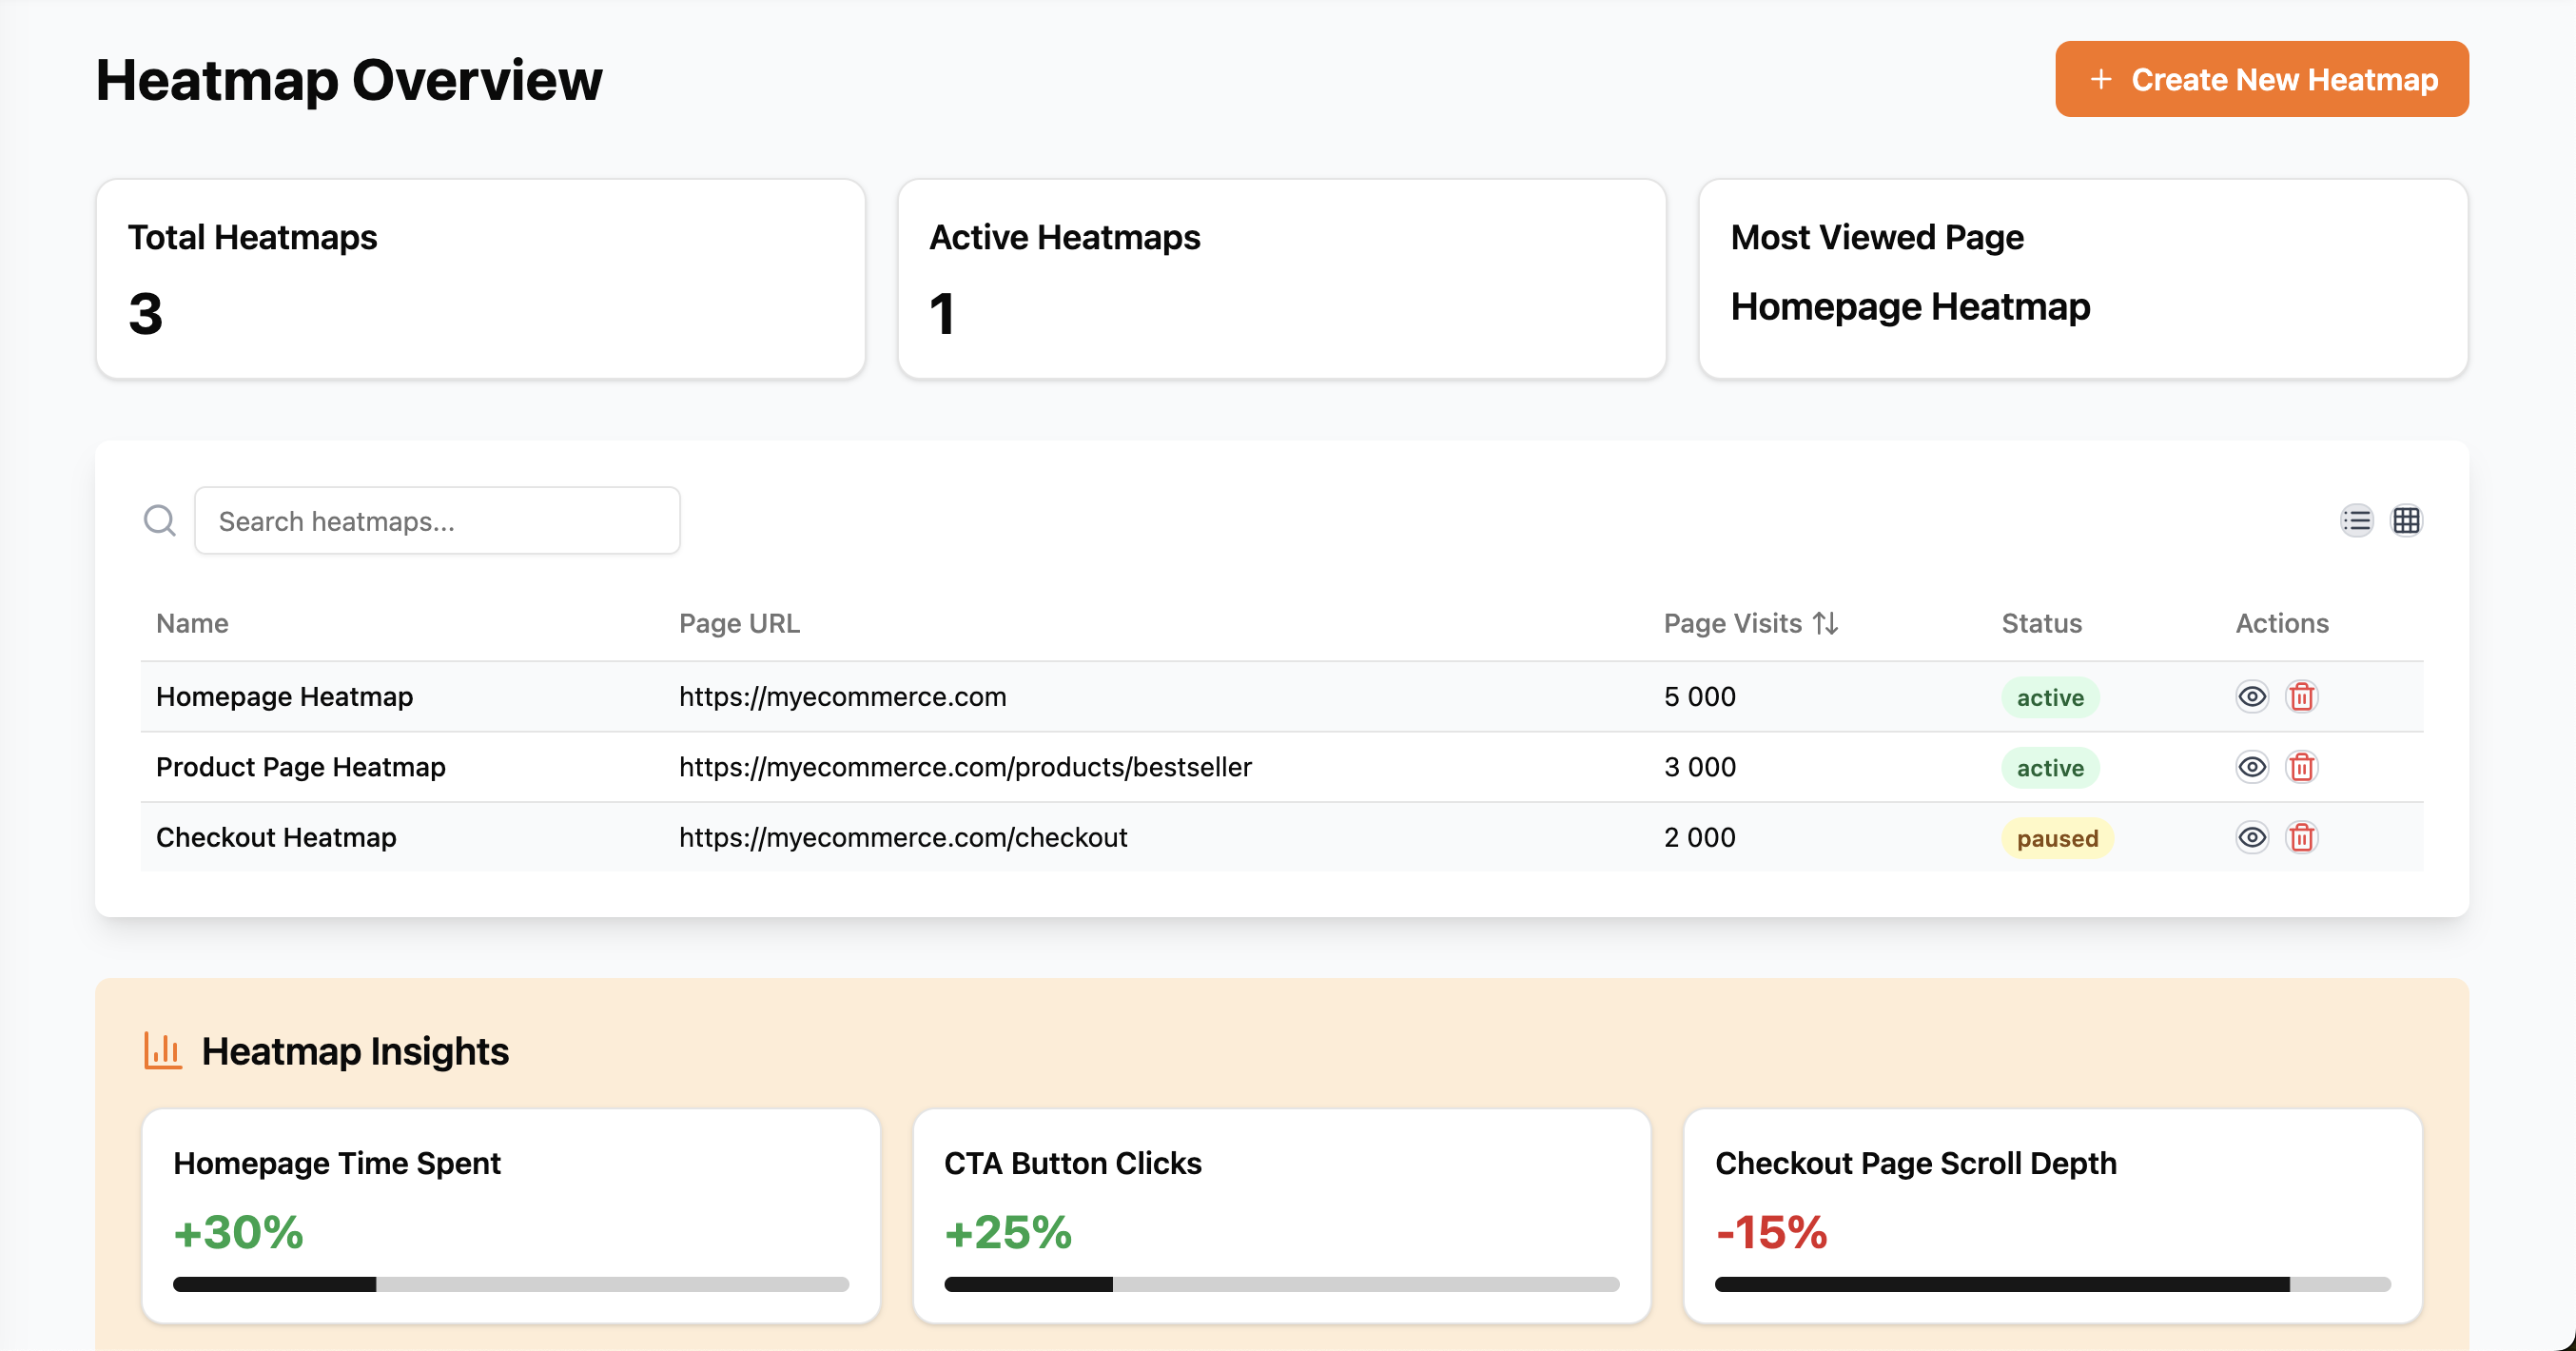 Heatmap Overview
+ Create New Heatmap
Total Heatmaps
3
Active Heatmaps
1
Most Viewed Page
Homepage Heatmap
Search heatmaps...
Name Page URL Page Visits Status Actions
Homepage Heatmap https://myecommerce.com 5 000 active
Product Page Heatmap https://myecommerce.com/products/bestseller 3 000 active
Checkout Heatmap https://myecommerce.com/checkout 2 000 paused
Heatmap Insights
Homepage Time Spent
+30%
CTA Button Clicks
+25%
Checkout Page Scroll Depth
-15%